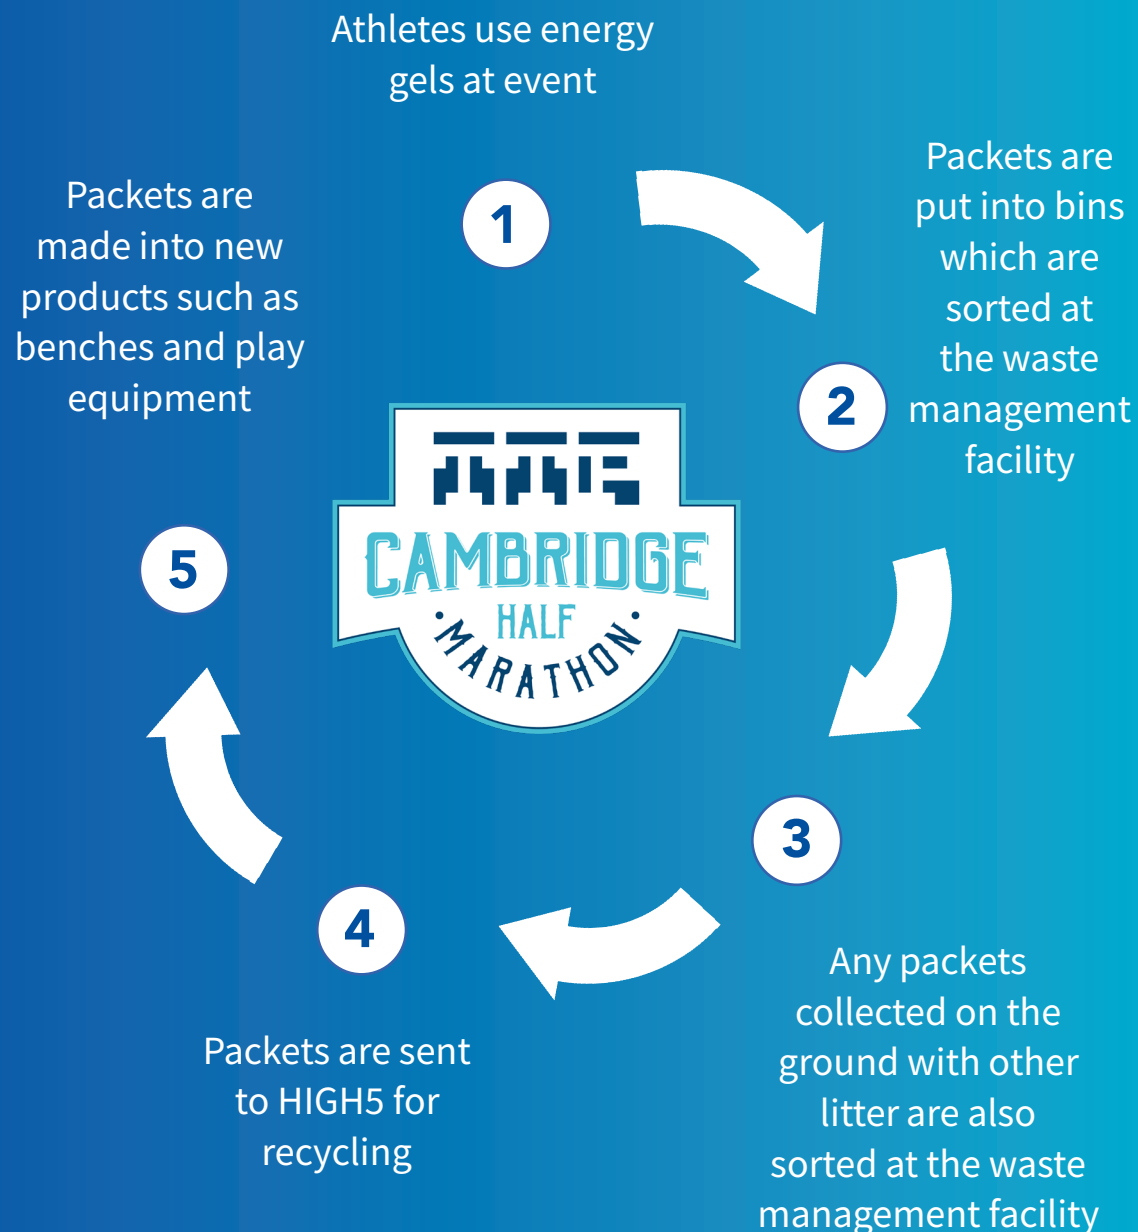 Athletes use energy
gels at event
1
Packets are
put into bins
which are
sorted at
the waste
management
facility
2
3
Any packets
collected on the
ground with other
litter are also
sorted at the waste
management facility
4
Packets are sent
to HIGH5 for
recycling
5
Packets are
made into new
products such as
benches and play
equipment
CAMBRIDGE
HALF
•MARATHON•